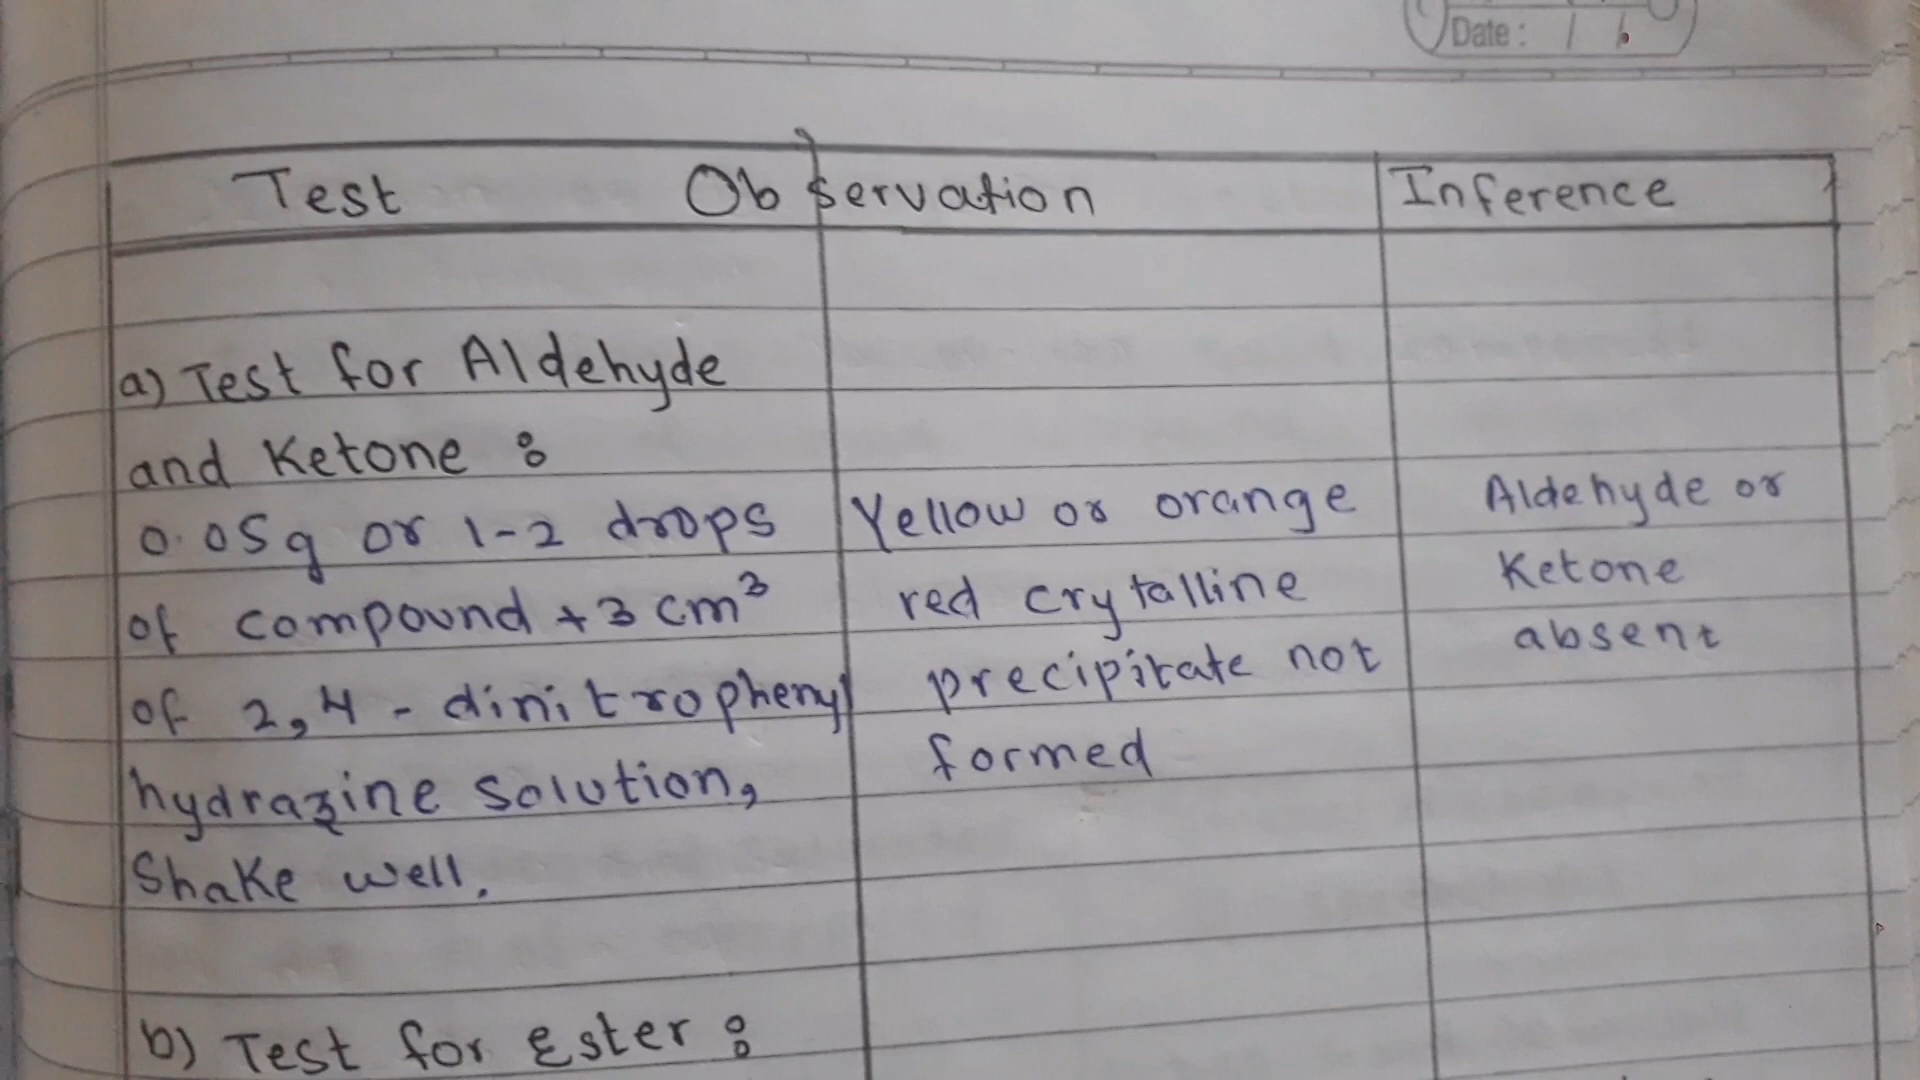 Date : / /
Test Observation Inference
a) Test for Aldehyde
and Ketone :
0.05g or 1-2 drops
of compound + 3 cm³
of 2,4 - dinitrophenyl
hydrazine solution,
Shake well.
Yellow or orange
red crytalline
precipitate not
formed
Aldehyde or
Ketone
absent
b) Test for Ester :